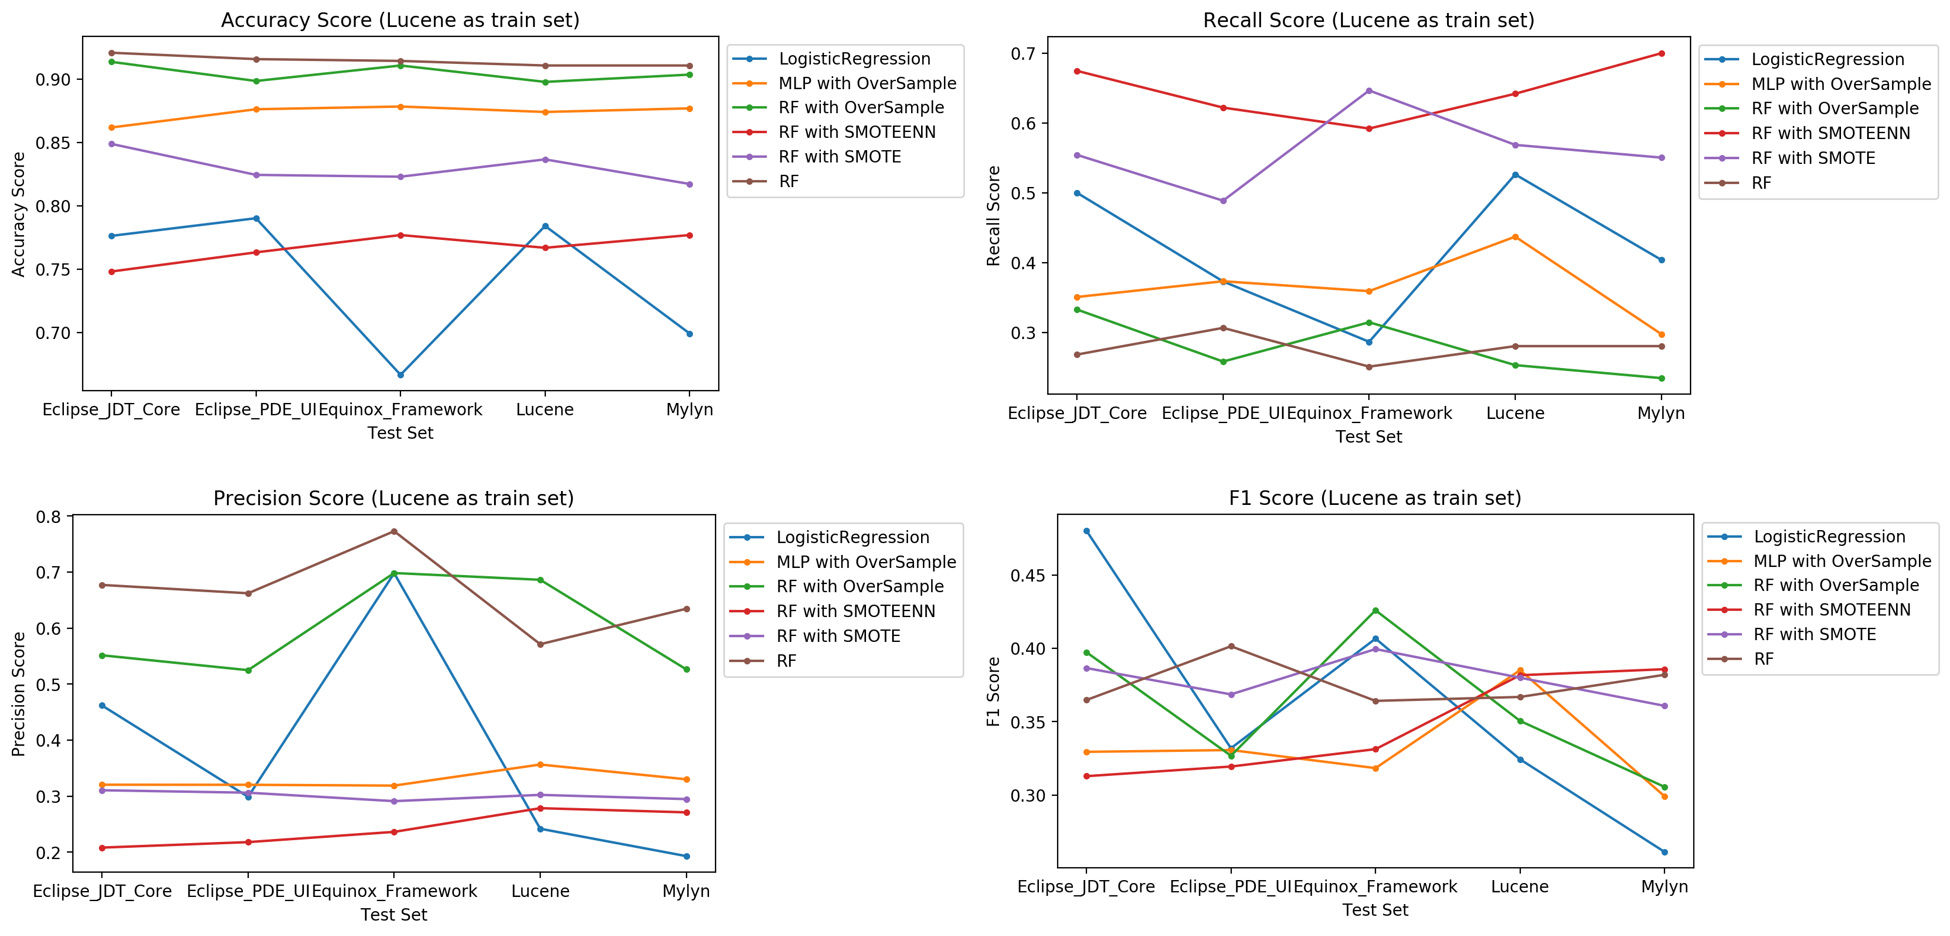 Accuracy Score (Lucene as train set)
Accuracy Score
0.90
0.85
0.80
0.75
0.70
Eclipse_JDT_Core Eclipse_PDE_UI Equinox_Framework Lucene Mylyn
Test Set
LogisticRegression
MLP with OverSample
RF with OverSample
RF with SMOTEENN
RF with SMOTE
RF
Recall Score (Lucene as train set)
Recall Score
0.7
0.6
0.5
0.4
0.3
Eclipse_JDT_Core Eclipse_PDE_UI Equinox_Framework Lucene Mylyn
Test Set
LogisticRegression
MLP with OverSample
RF with OverSample
RF with SMOTEENN
RF with SMOTE
RF
Precision Score (Lucene as train set)
Precision Score
0.8
0.7
0.6
0.5
0.4
0.3
0.2
Eclipse_JDT_Core Eclipse_PDE_UI Equinox_Framework Lucene Mylyn
Test Set
LogisticRegression
MLP with OverSample
RF with OverSample
RF with SMOTEENN
RF with SMOTE
RF
F1 Score (Lucene as train set)
F1 Score
0.45
0.40
0.35
0.30
Eclipse_JDT_Core Eclipse_PDE_UI Equinox_Framework Lucene Mylyn
Test Set
LogisticRegression
MLP with OverSample
RF with OverSample
RF with SMOTEENN
RF with SMOTE
RF